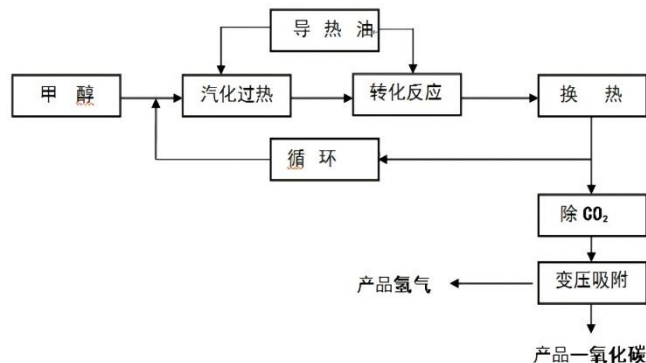 导 热 油
甲 醇
汽化过热
转化反应
换 热
循 环
除 CO₂
变压吸附
产品氢气
产品一氧化碳